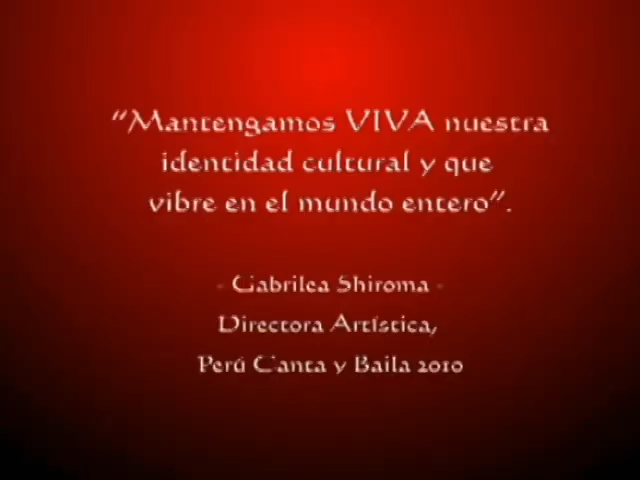 “Mantengamos VIVA nuestra
identidad cultural y que
vibre en el mundo entero”.
- Gabrilea Shiroma -
Directora Artística,
Perú Canta y Baila 2010